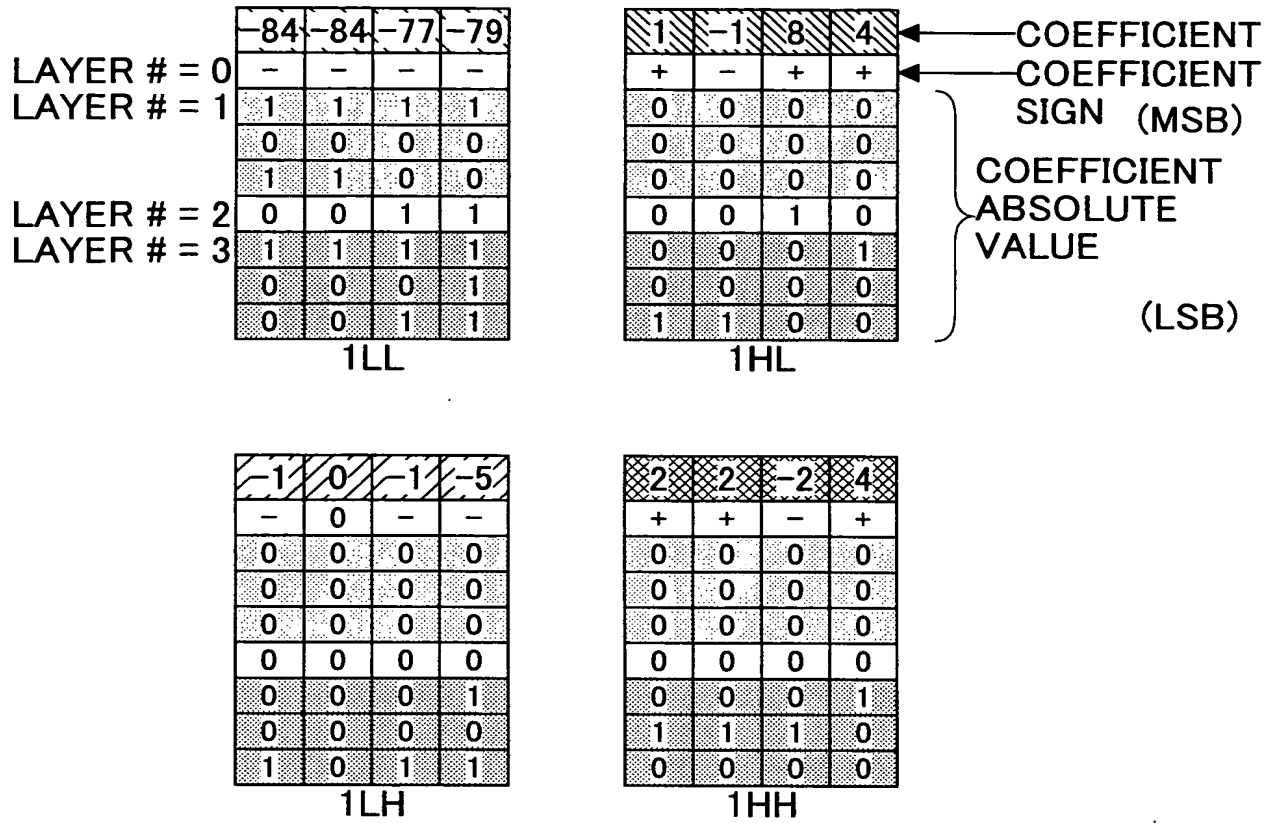 -84 -84 -77 -79 1 -1 8 4 COEFFICIENT
LAYER # = 0 - - - - + - + + COEFFICIENT
LAYER # = 1 1 1 1 1 0 0 0 0 SIGN (MSB)
0 0 0 0 0 0 0 0
1 1 0 0 0 0 0 0 COEFFICIENT
LAYER # = 2 0 0 1 1 0 0 1 0 ABSOLUTE
LAYER # = 3 1 1 1 1 0 0 0 1 VALUE
0 0 0 1 0 0 0 0
0 0 1 1 1 1 0 0 (LSB)
1LL 1HL
-1 0 -1 -5 2 2 -2 4
- 0 - - + + - +
0 0 0 0 0 0 0 0
0 0 0 0 0 0 0 0
0 0 0 0 0 0 0 0
0 0 0 0 0 0 0 0
0 0 0 1 0 0 0 1
0 0 0 0 1 1 1 0
1 0 1 1 0 0 0 0
1LH 1HH